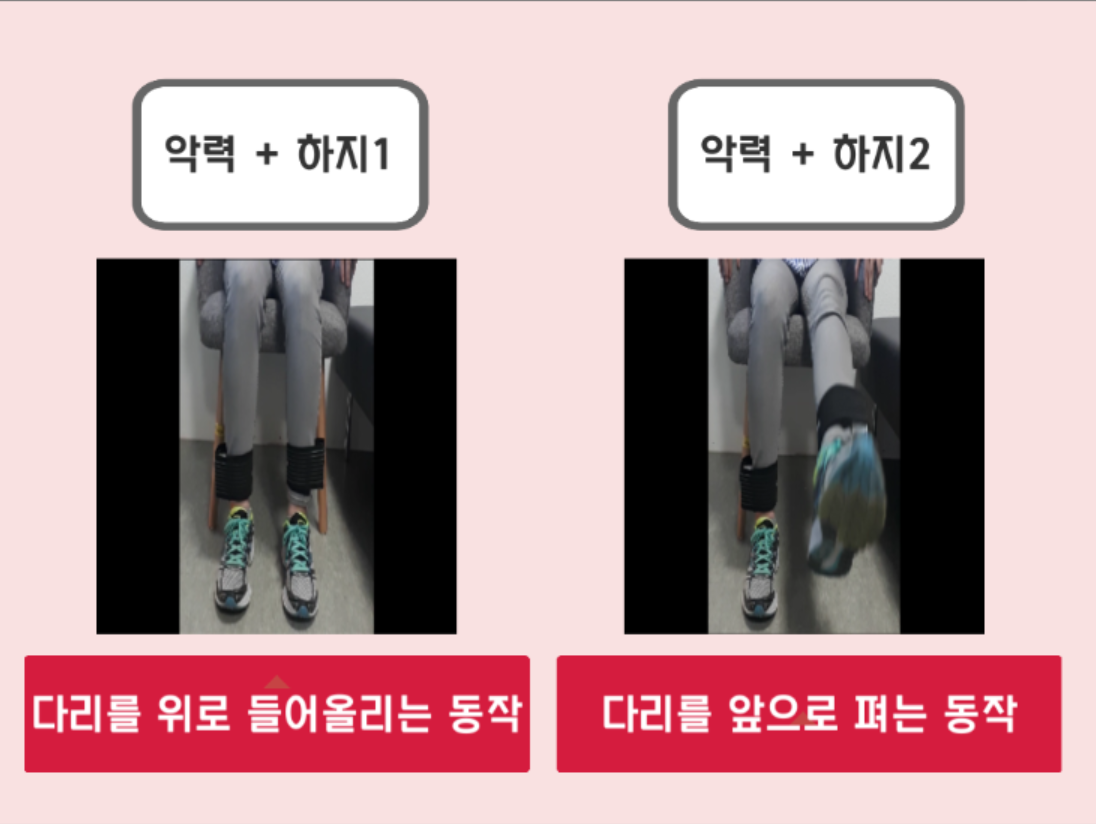 악력 + 하지1
악력 + 하지2
다리를 위로 들어올리는 동작
다리를 앞으로 펴는 동작